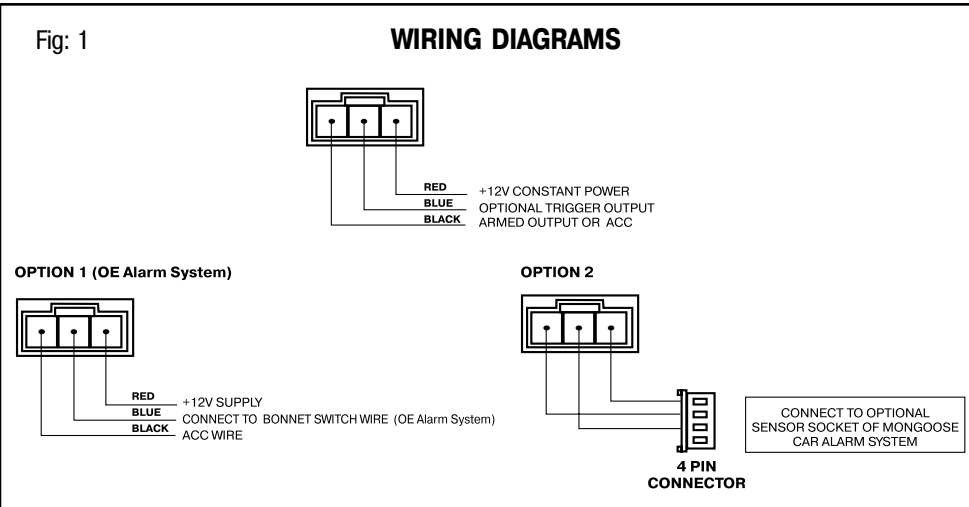 Fig: 1
WIRING DIAGRAMS
RED +12V CONSTANT POWER
BLUE OPTIONAL TRIGGER OUTPUT
BLACK ARMED OUTPUT OR ACC
OPTION 1 (OE Alarm System)
RED +12V SUPPLY
BLUE CONNECT TO BONNET SWITCH WIRE (OE Alarm System)
BLACK ACC WIRE
OPTION 2
4 PIN
CONNECTOR
CONNECT TO OPTIONAL
SENSOR SOCKET OF MONGOOSE
CAR ALARM SYSTEM